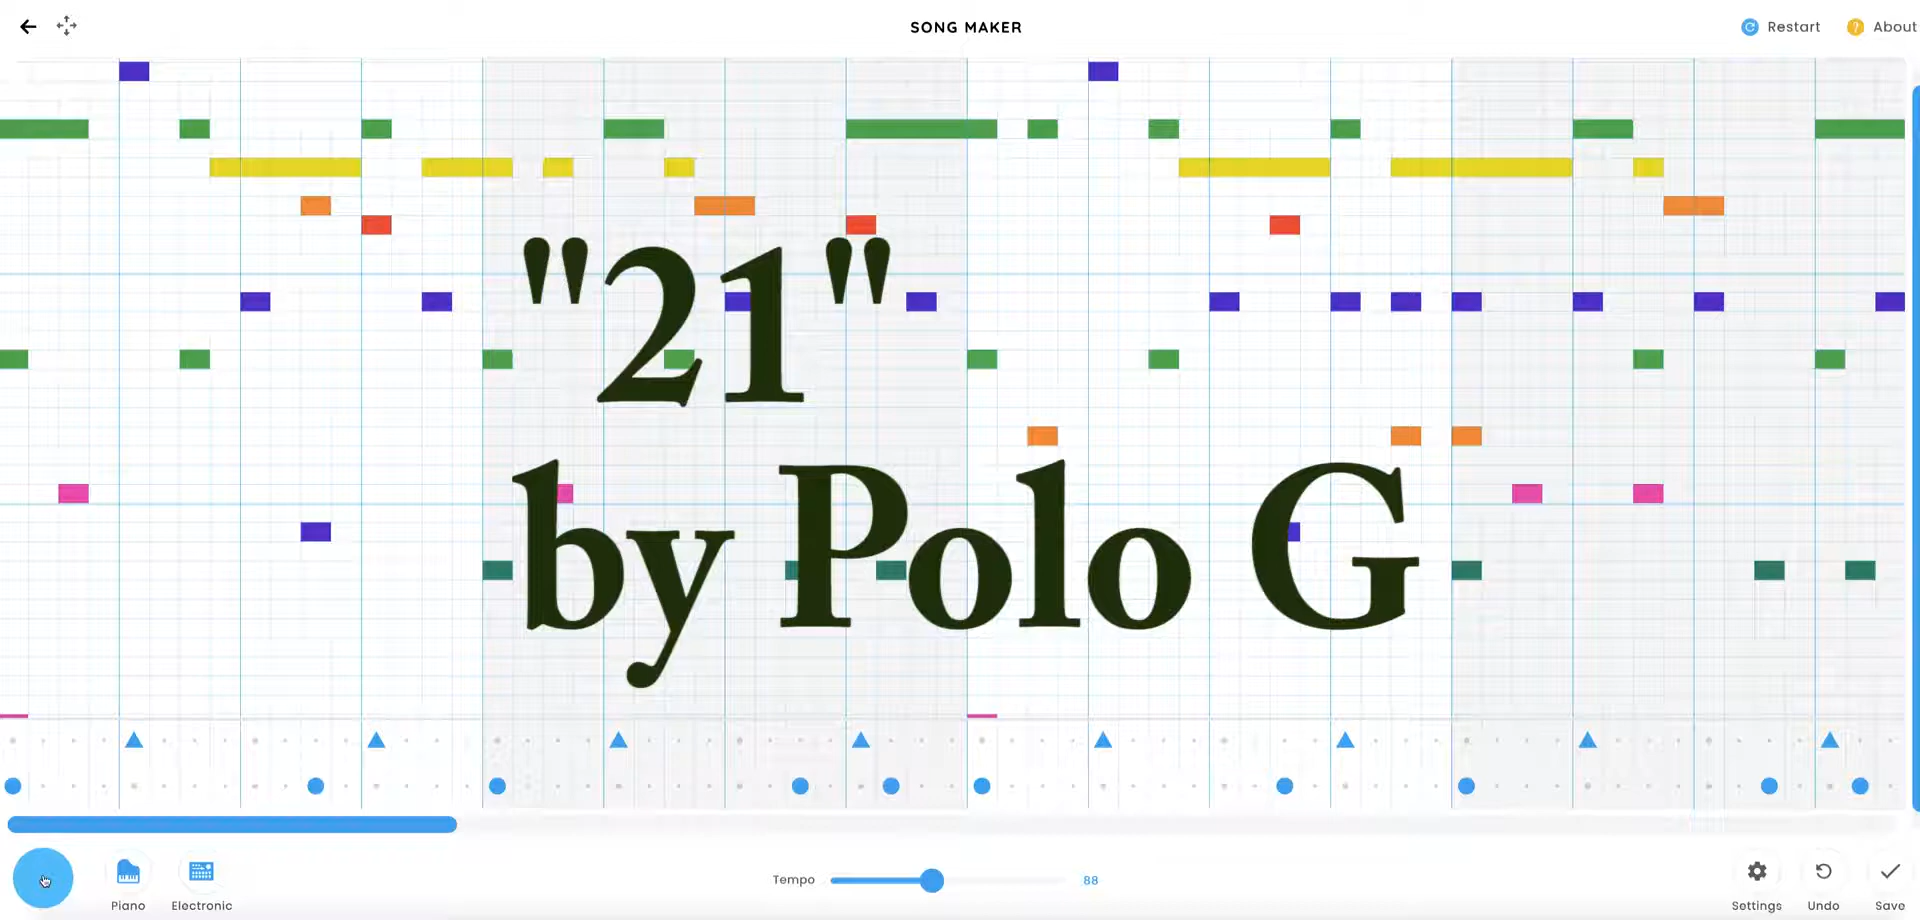 SONG MAKER
Restart
About
"21"
by Polo G
Tempo
88
Piano
Electronic
Settings
Undo
Save